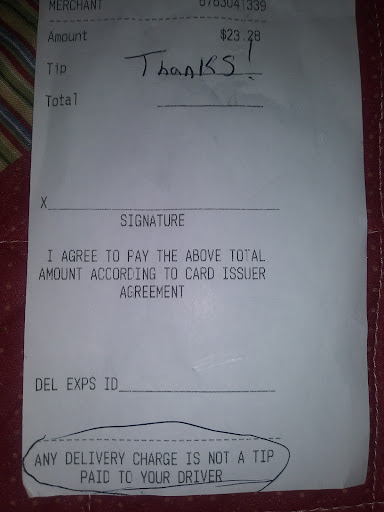 MERCHANT 8763041339
Amount $23.28
Tip Thanks!
Total
X
SIGNATURE
I AGREE TO PAY THE ABOVE TOTAL
AMOUNT ACCORDING TO CARD ISSUER
AGREEMENT
DEL EXPS ID
ANY DELIVERY CHARGE IS NOT A TIP
PAID TO YOUR DRIVER